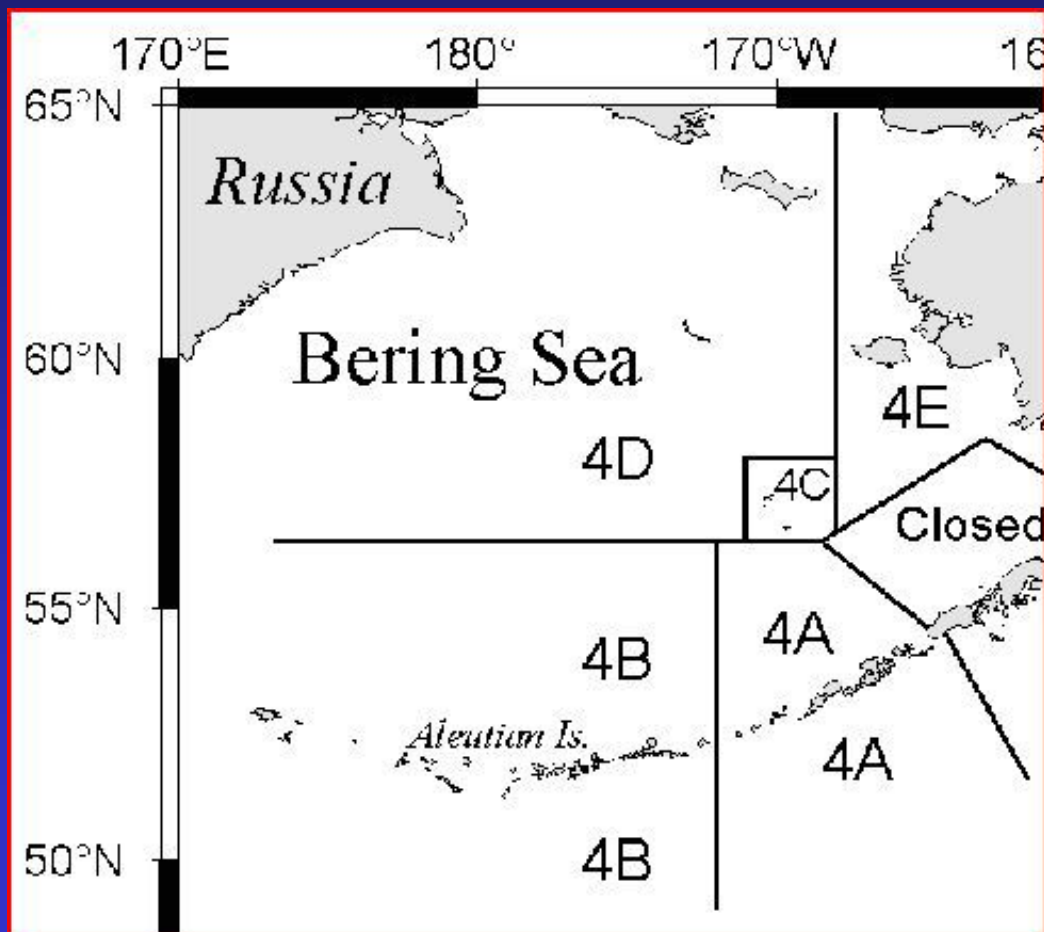 170°E 180° 170°W 16
65°N
Russia
60°N
Bering Sea
4E
4D
4C
Closed
55°N
4A
4B
Aleutian Is.
4A
50°N
4B